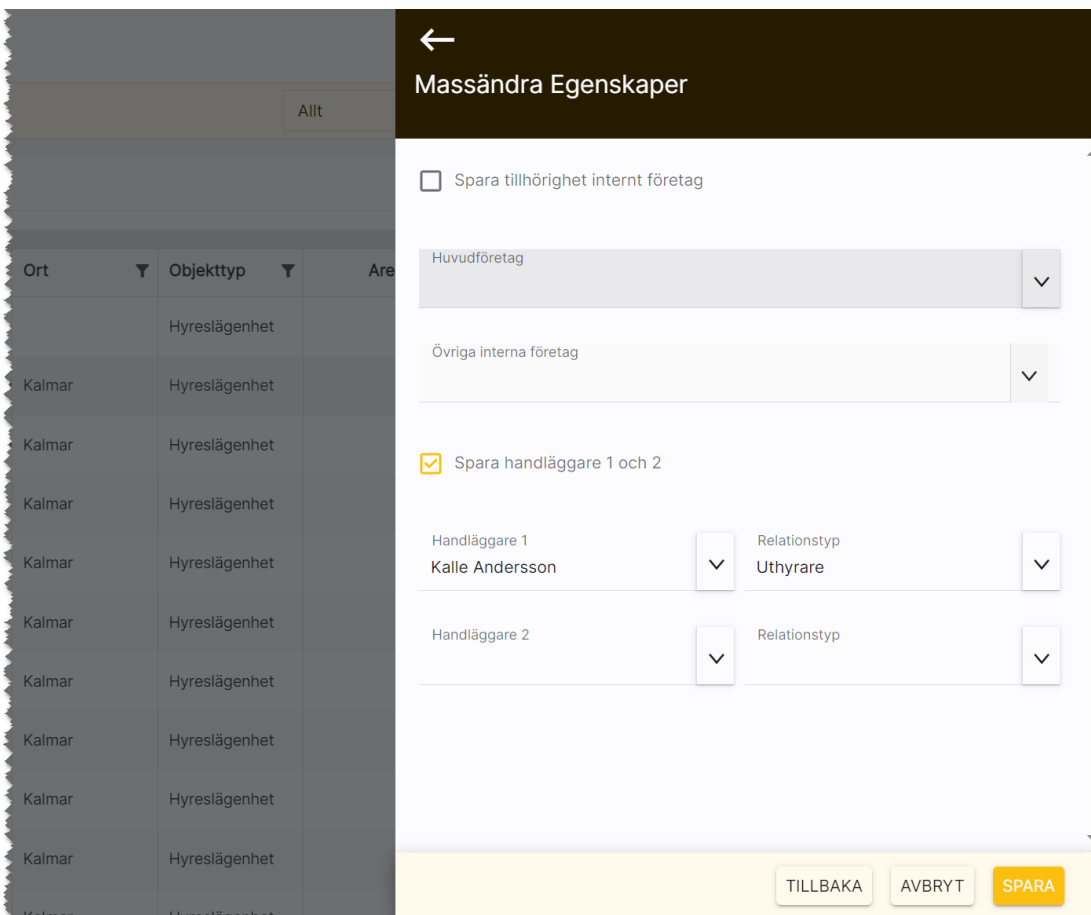 Massändra Egenskaper
Allt
Spara tillhörighet internt företag
Huvudföretag
Övriga interna företag
Spara handläggare 1 och 2
Handläggare 1 Relationstyp
Kalle Andersson Uthyrare
Handläggare 2 Relationstyp
TILLBAKA AVBRYT SPARA
Ort Objekttyp Are
Hyreslägenhet
Kalmar Hyreslägenhet
Kalmar Hyreslägenhet
Kalmar Hyreslägenhet
Kalmar Hyreslägenhet
Kalmar Hyreslägenhet
Kalmar Hyreslägenhet
Kalmar Hyreslägenhet
Kalmar Hyreslägenhet
Kalmar Hyreslägenhet